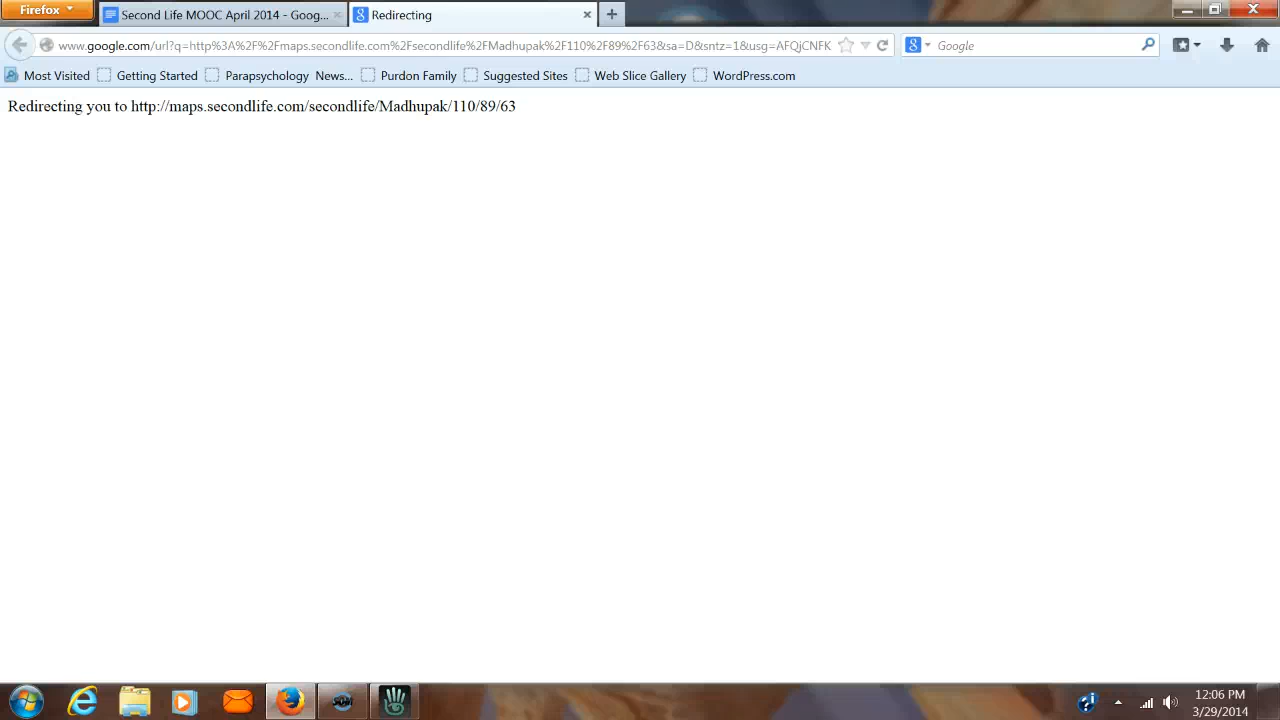 Firefox
Second Life MOOC April 2014 - Goog...
Redirecting
www.google.com/url?q=http%3A%2F%2Fmaps.secondlife.com%2Fsecondlife%2FMadhupak%2F110%2F89%2F63&sa=D&sntz=1&usg=AFQjCNFK
Google
Most Visited
Getting Started
Parapsychology News...
Purdon Family
Suggested Sites
Web Slice Gallery
WordPress.com
Redirecting you to http://maps.secondlife.com/secondlife/Madhupak/110/89/63
12:06 PM
3/29/2014